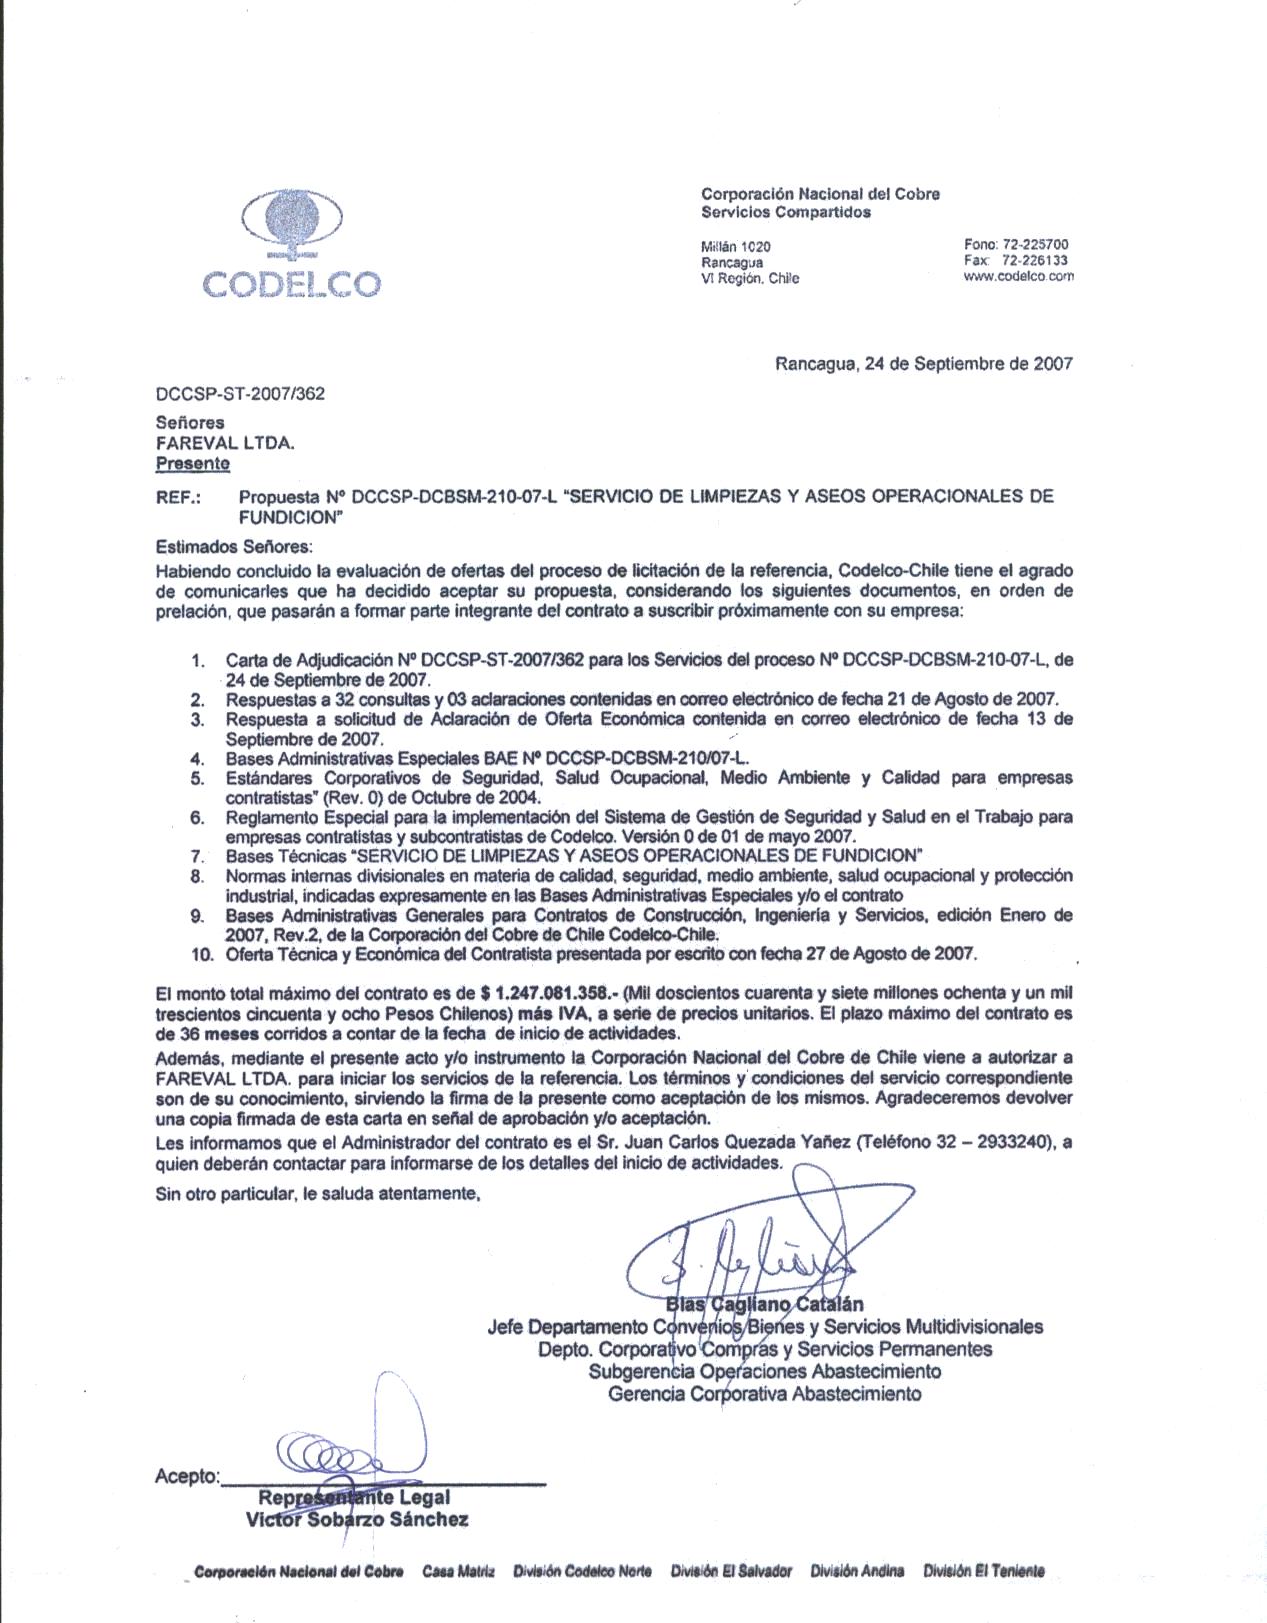 CODELCO
Corporación Nacional del Cobre
Servicios Compartidos
Millán 1020
Rancagua
VI Región, Chile
Fono: 72-225700
Fax: 72-226133
www.codelco.com
Rancagua, 24 de Septiembre de 2007
DCCSP-ST-2007/362
Señores
FAREVAL LTDA.
Presente
REF.: Propuesta Nº DCCSP-DCBSM-210-07-L "SERVICIO DE LIMPIEZAS Y ASEOS OPERACIONALES DE
FUNDICION"
Estimados Señores:
Habiendo concluido la evaluación de ofertas del proceso de licitación de la referencia, Codelco-Chile tiene el agrado
de comunicarles que ha decidido aceptar su propuesta, considerando los siguientes documentos, en orden de
prelación, que pasarán a formar parte integrante del contrato a suscribir próximamente con su empresa:
1. Carta de Adjudicación Nº DCCSP-ST-2007/362 para los Servicios del proceso Nº DCCSP-DCBSM-210-07-L, de
24 de Septiembre de 2007.
2. Respuestas a 32 consultas y 03 aclaraciones contenidas en correo electrónico de fecha 21 de Agosto de 2007.
3. Respuesta a solicitud de Aclaración de Oferta Económica contenida en correo electrónico de fecha 13 de
Septiembre de 2007.
4. Bases Administrativas Especiales BAE Nº DCCSP-DCBSM-210/07-L.
5. Estándares Corporativos de Seguridad, Salud Ocupacional, Medio Ambiente y Calidad para empresas
contratistas" (Rev. 0) de Octubre de 2004.
6. Reglamento Especial para la implementación del Sistema de Gestión de Seguridad y Salud en el Trabajo para
empresas contratistas y subcontratistas de Codelco. Versión 0 de 01 de mayo 2007.
7. Bases Técnicas "SERVICIO DE LIMPIEZAS Y ASEOS OPERACIONALES DE FUNDICION"
8. Normas internas divisionales en materia de calidad, seguridad, medio ambiente, salud ocupacional y protección
industrial, indicadas expresamente en las Bases Administrativas Especiales y/o el contrato
9. Bases Administrativas Generales para Contratos de Construcción, Ingeniería y Servicios, edición Enero de
2007, Rev.2, de la Corporación del Cobre de Chile Codelco-Chile.
10. Oferta Técnica y Económica del Contratista presentada por escrito con fecha 27 de Agosto de 2007.
El monto total máximo del contrato es de $ 1.247.081.358.- (Mil doscientos cuarenta y siete millones ochenta y un mil
trescientos cincuenta y ocho Pesos Chilenos) más IVA, a serie de precios unitarios. El plazo máximo del contrato es
de 36 meses corridos a contar de la fecha de inicio de actividades.
Además, mediante el presente acto y/o instrumento la Corporación Nacional del Cobre de Chile viene a autorizar a
FAREVAL LTDA. para iniciar los servicios de la referencia. Los términos y condiciones del servicio correspondiente
son de su conocimiento, sirviendo la firma de la presente como aceptación de los mismos. Agradeceremos devolver
una copia firmada de esta carta en señal de aprobación y/o aceptación.
Les informamos que el Administrador del contrato es el Sr. Juan Carlos Quezada Yañez (Teléfono 32 – 2933240), a
quien deberán contactar para informarse de los detalles del inicio de actividades.
Sin otro particular, le saluda atentamente,
Blas Cagliano Catalán
Jefe Departamento Convenios Bienes y Servicios Multidivisionales
Depto. Corporativo Compras y Servicios Permanentes
Subgerencia Operaciones Abastecimiento
Gerencia Corporativa Abastecimiento
Acepto:
Representante Legal
Victor Sobarzo Sánchez
Corporación Nacional del Cobre Casa Matriz División Codelco Norte División El Salvador División Andina División El Teniente